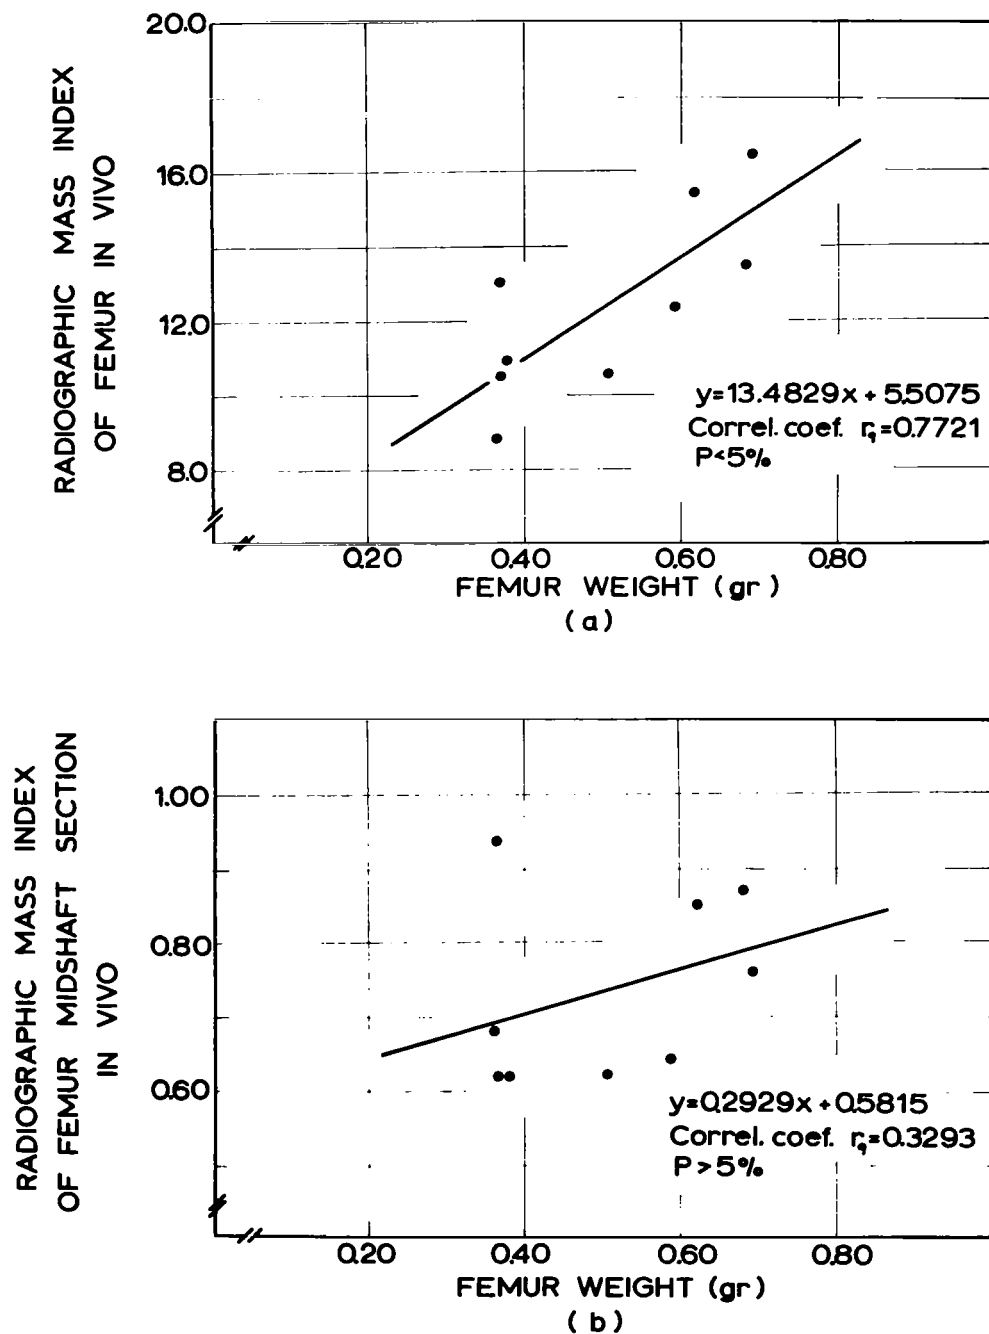 RADIOGRAPHIC MASS INDEX
OF FEMUR IN VIVO
20.0
16.0
12.0
8.0
y=13.4829x + 5.5075
Correl. coef. r₉=0.7721
P<5%
0.20 0.40 0.60 0.80
FEMUR WEIGHT (gr)
(a)
RADIOGRAPHIC MASS INDEX
OF FEMUR MIDSHAFT SECTION
IN VIVO
1.00
0.80
0.60
y=0.2929x + 0.5815
Correl. coef. r₉=0.3293
P>5%
0.20 0.40 0.60 0.80
FEMUR WEIGHT (gr)
(b)